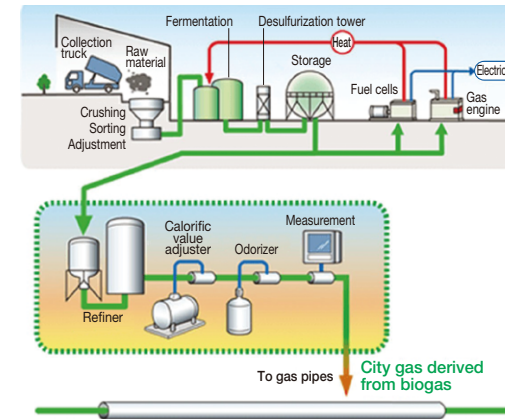 Fermentation
Desulfurization tower
Collection
truck
Raw
material
Heat
Storage
Fuel cells
Electric
Gas
engine
Crushing
Sorting
Adjustment
Calorific
value
adjuster
Odorizer
Measurement
Refiner
To gas pipes
City gas derived
from biogas